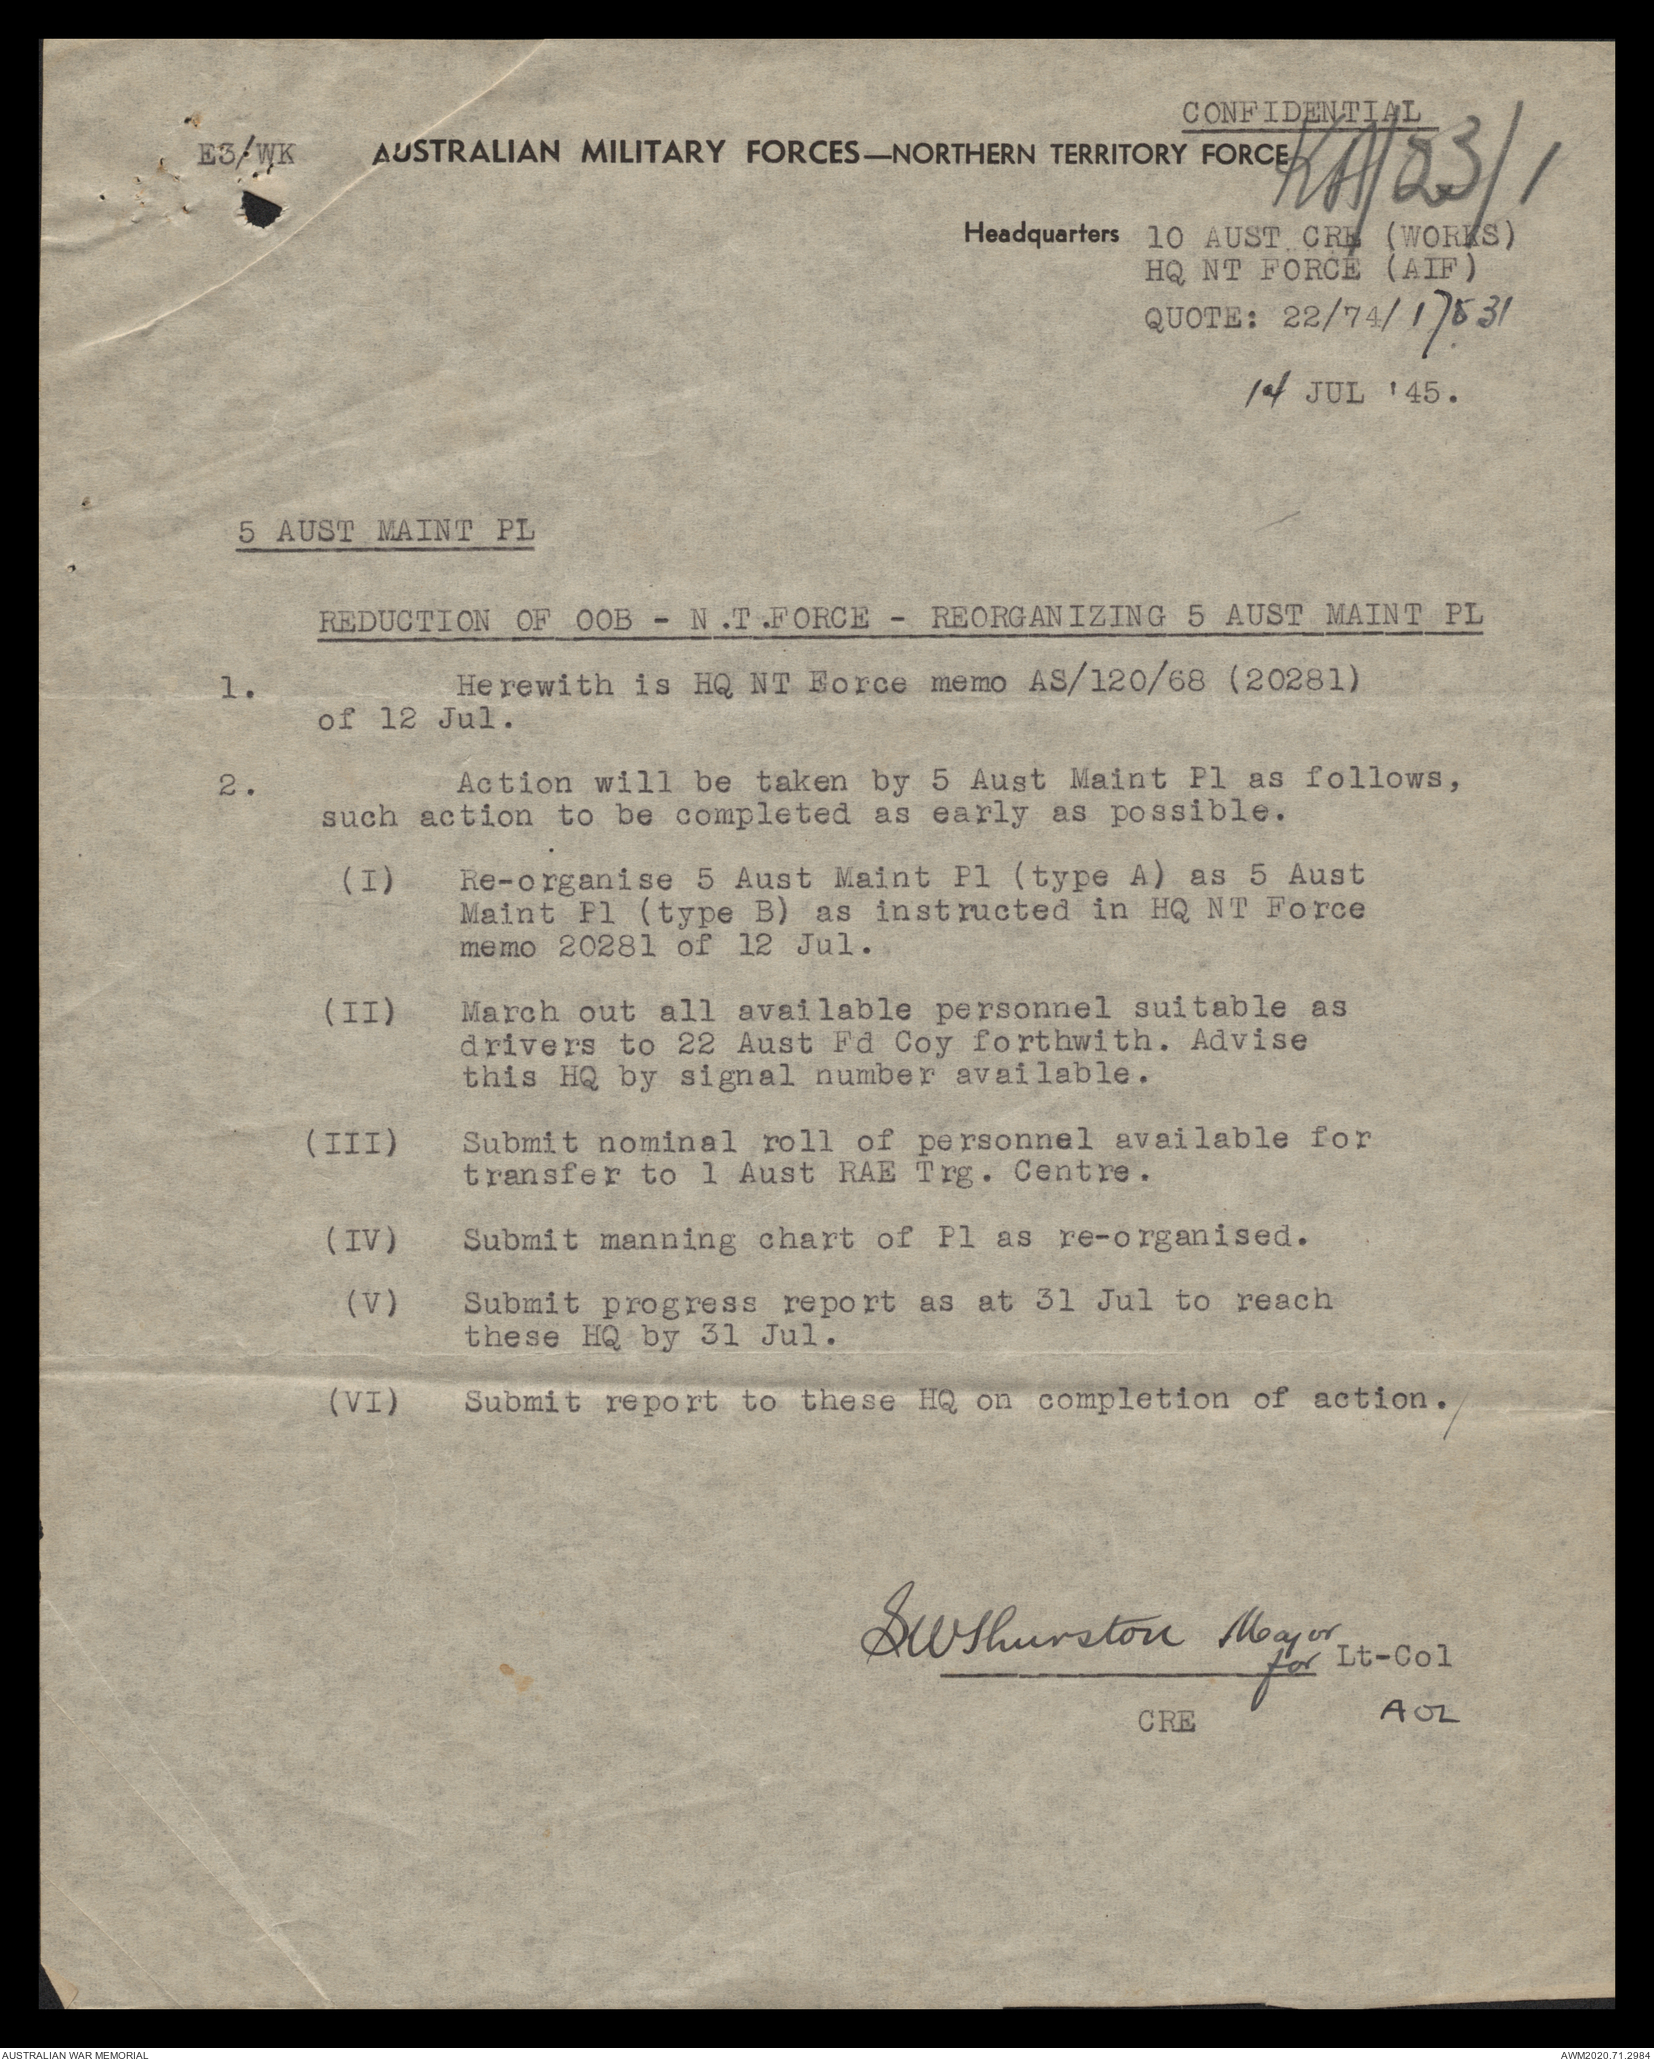 CONFIDENTIAL
KA/23/1
E3/WK AUSTRALIAN MILITARY FORCES—NORTHERN TERRITORY FORCE
Headquarters 10 AUST CRE (WORKS)
HQ NT FORCE (AIF)
QUOTE: 22/74/17531
14 JUL '45.
5 AUST MAINT PL
REDUCTION OF OOB - N.T.FORCE - REORGANIZING 5 AUST MAINT PL
1. Herewith is HQ NT Force memo AS/120/68 (20281)
of 12 Jul.
2. Action will be taken by 5 Aust Maint Pl as follows,
such action to be completed as early as possible.
(I) Re-organise 5 Aust Maint Pl (type A) as 5 Aust
Maint Pl (type B) as instructed in HQ NT Force
memo 20281 of 12 Jul.
(II) March out all available personnel suitable as
drivers to 22 Aust Fd Coy forthwith. Advise
this HQ by signal number available.
(III) Submit nominal roll of personnel available for
transfer to 1 Aust RAE Trg. Centre.
(IV) Submit manning chart of Pl as re-organised.
(V) Submit progress report as at 31 Jul to reach
these HQ by 31 Jul.
(VI) Submit report to these HQ on completion of action.
SWThurston Major
for Lt-Col
CRE
AUSTRALIAN WAR MEMORIAL AWM2020.71.2984